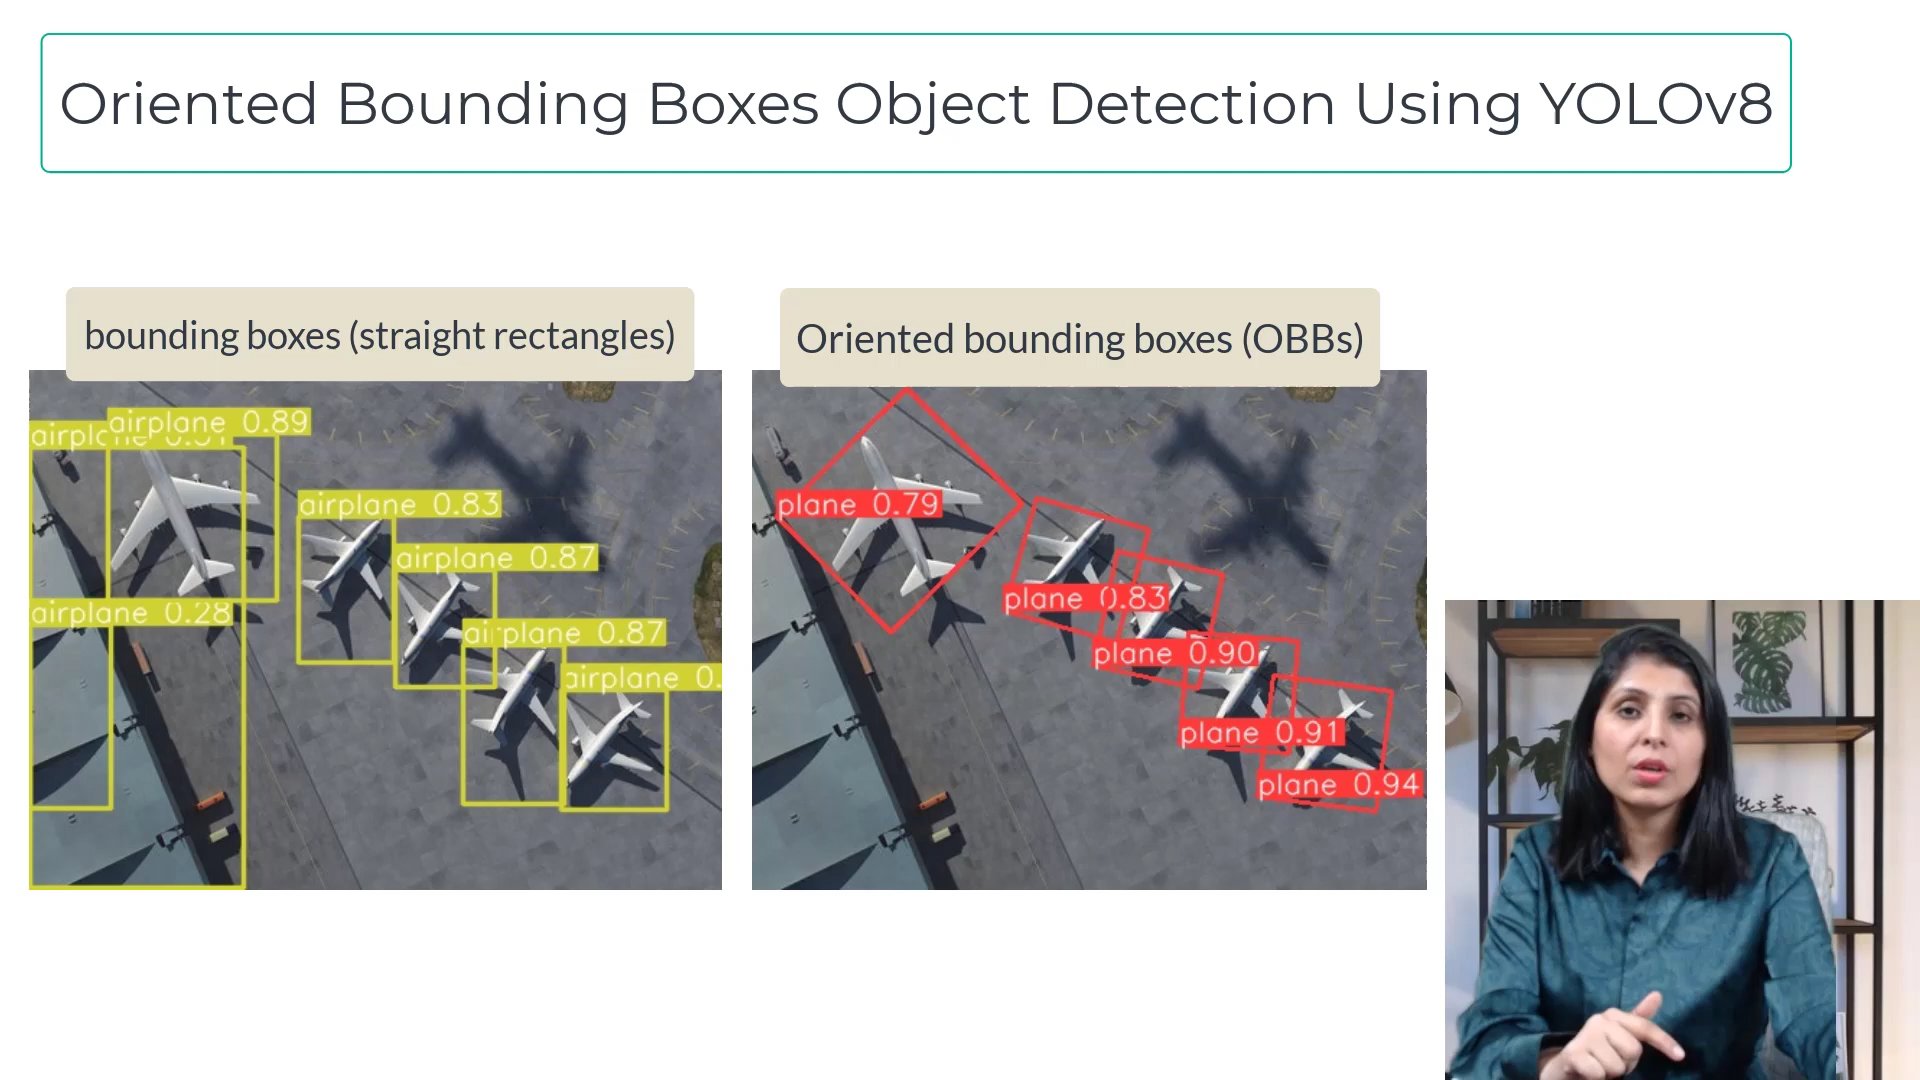 Oriented Bounding Boxes Object Detection Using YOLOv8
bounding boxes (straight rectangles)
Oriented bounding boxes (OBBs)
airplane 0.89
airplane 0.83
airplane 0.87
airplane 0.28
airplane 0.87
airplane 0.
plane 0.79
plane 0.83
plane 0.90
plane 0.91
plane 0.94